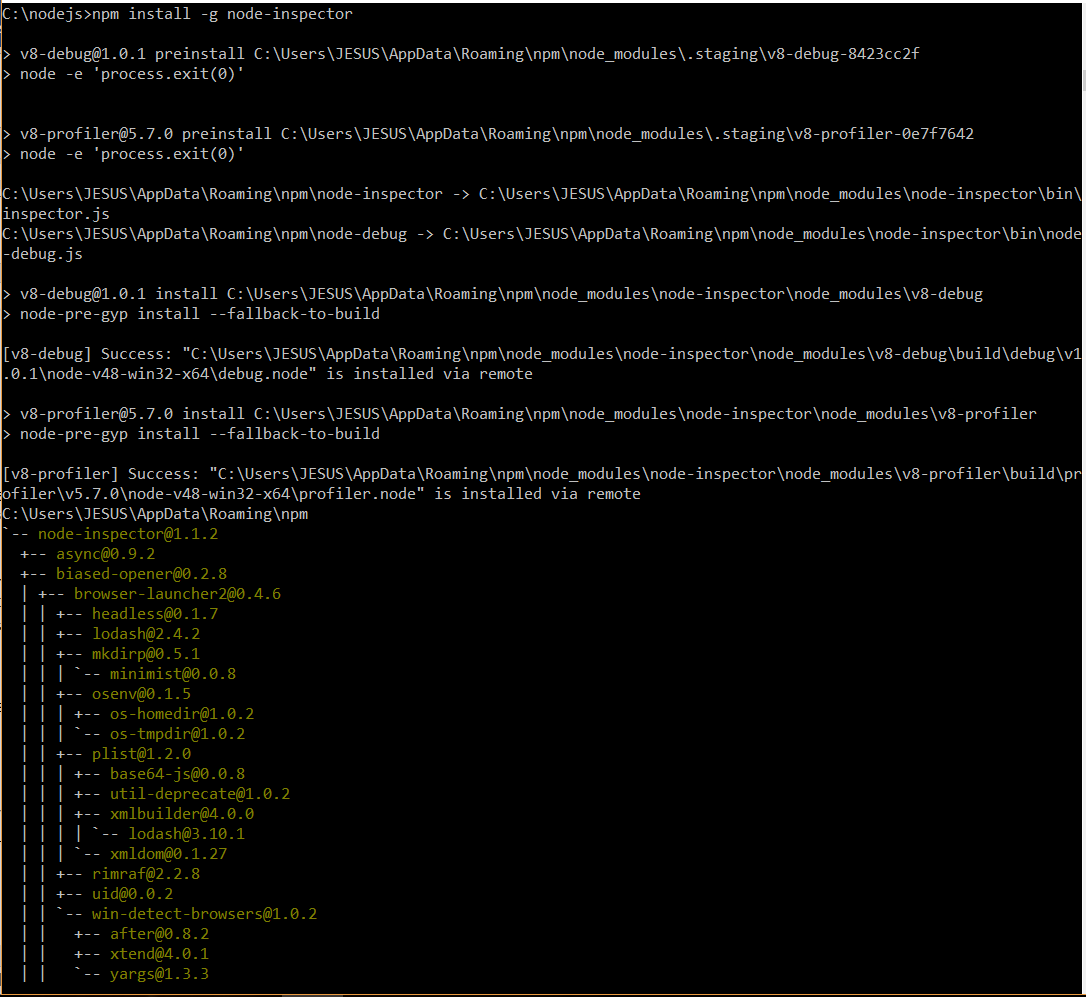 C:\nodejs>npm install -g node-inspector
> v8-debug@1.0.1 preinstall C:\Users\JESUS\AppData\Roaming\npm\node_modules\.staging\v8-debug-8423cc2f
> node -e 'process.exit(0)'
> v8-profiler@5.7.0 preinstall C:\Users\JESUS\AppData\Roaming\npm\node_modules\.staging\v8-profiler-0e7f7642
> node -e 'process.exit(0)'
C:\Users\JESUS\AppData\Roaming\npm\node-inspector -> C:\Users\JESUS\AppData\Roaming\npm\node_modules\node-inspector\bin\
inspector.js
C:\Users\JESUS\AppData\Roaming\npm\node-debug -> C:\Users\JESUS\AppData\Roaming\npm\node_modules\node-inspector\bin\node
-debug.js
> v8-debug@1.0.1 install C:\Users\JESUS\AppData\Roaming\npm\node_modules\node-inspector\node_modules\v8-debug
> node-pre-gyp install --fallback-to-build
[v8-debug] Success: "C:\Users\JESUS\AppData\Roaming\npm\node_modules\node-inspector\node_modules\v8-debug\build\debug\v1
.0.1\node-v48-win32-x64\debug.node" is installed via remote
> v8-profiler@5.7.0 install C:\Users\JESUS\AppData\Roaming\npm\node_modules\node-inspector\node_modules\v8-profiler
> node-pre-gyp install --fallback-to-build
[v8-profiler] Success: "C:\Users\JESUS\AppData\Roaming\npm\node_modules\node-inspector\node_modules\v8-profiler\build\pr
ofiler\v5.7.0\node-v48-win32-x64\profiler.node" is installed via remote
C:\Users\JESUS\AppData\Roaming\npm
`-- node-inspector@1.1.2
  +-- async@0.9.2
  +-- biased-opener@0.2.8
  | +-- browser-launcher2@0.4.6
  | | +-- headless@0.1.7
  | | +-- lodash@2.4.2
  | | +-- mkdirp@0.5.1
  | | | `-- minimist@0.0.8
  | | +-- osenv@0.1.5
  | | | +-- os-homedir@1.0.2
  | | | `-- os-tmpdir@1.0.2
  | | +-- plist@1.2.0
  | | | +-- base64-js@0.0.8
  | | | +-- util-deprecate@1.0.2
  | | | +-- xmlbuilder@4.0.0
  | | | | `-- lodash@3.10.1
  | | | `-- xmldom@0.1.27
  | | +-- rimraf@2.2.8
  | | +-- uid@0.0.2
  | | `-- win-detect-browsers@1.0.2
  | |   +-- after@0.8.2
  | |   +-- xtend@4.0.1
  | |   `-- yargs@1.3.3